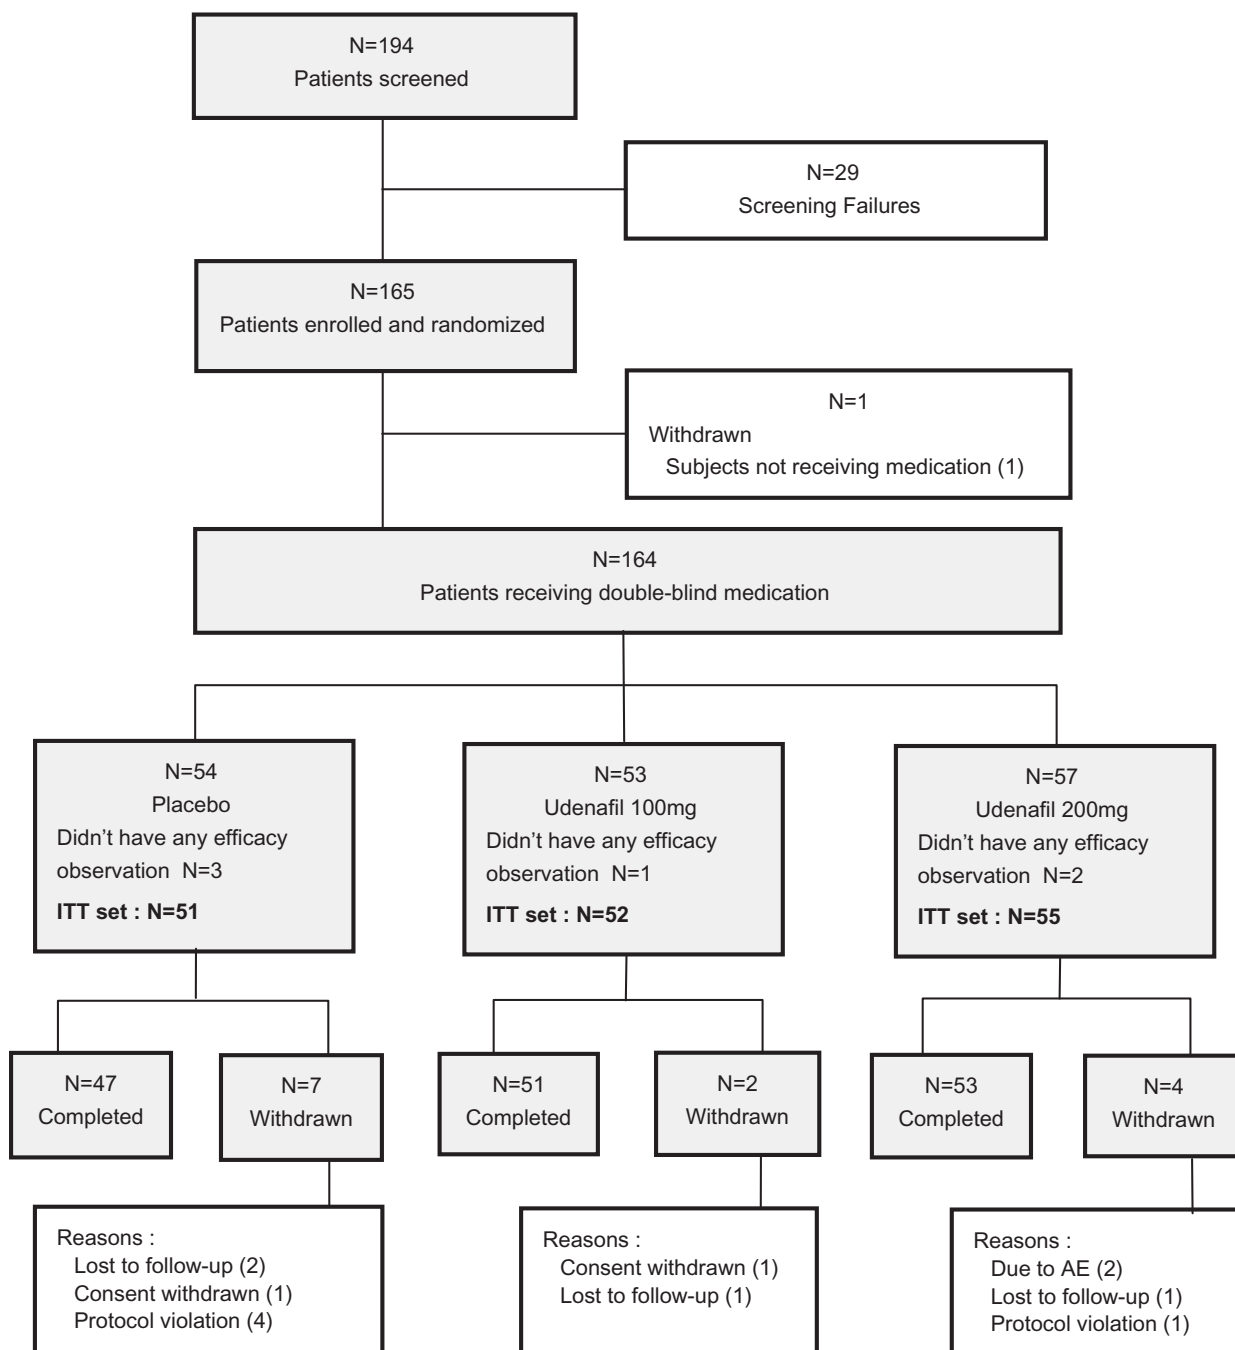 N=194
Patients screened
N=29
Screening Failures
N=165
Patients enrolled and randomized
N=1
Withdrawn
Subjects not receiving medication (1)
N=164
Patients receiving double-blind medication
N=54
Placebo
Didn't have any efficacy
observation N=3
ITT set : N=51
N=53
Udenafil 100mg
Didn't have any efficacy
observation N=1
ITT set : N=52
N=57
Udenafil 200mg
Didn't have any efficacy
observation N=2
ITT set : N=55
N=47
Completed
N=7
Withdrawn
N=51
Completed
N=2
Withdrawn
N=53
Completed
N=4
Withdrawn
Reasons :
Lost to follow-up (2)
Consent withdrawn (1)
Protocol violation (4)
Reasons :
Consent withdrawn (1)
Lost to follow-up (1)
Reasons :
Due to AE (2)
Lost to follow-up (1)
Protocol violation (1)